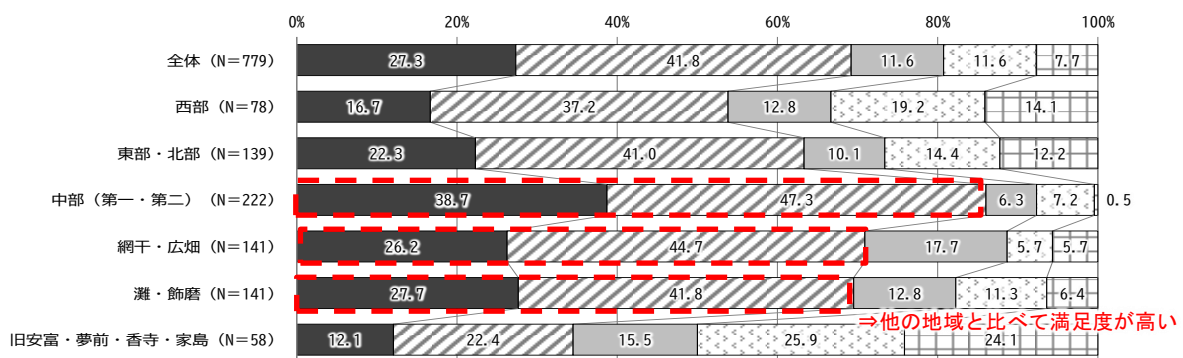 0% 20% 40% 60% 80% 100%
全体（N＝779） 27.3 41.8 11.6 11.6 7.7
西部（N＝78） 16.7 37.2 12.8 19.2 14.1
東部・北部（N＝139） 22.3 41.0 10.1 14.4 12.2
中部（第一・第二）（N＝222） 38.7 47.3 6.3 7.2 0.5
網干・広畑（N＝141） 26.2 44.7 17.7 5.7 5.7
灘・飾磨（N＝141） 27.7 41.8 12.8 11.3 6.4
⇒他の地域と比べて満足度が高い
旧安富・夢前・香寺・家島（N＝58） 12.1 22.4 15.5 25.9 24.1